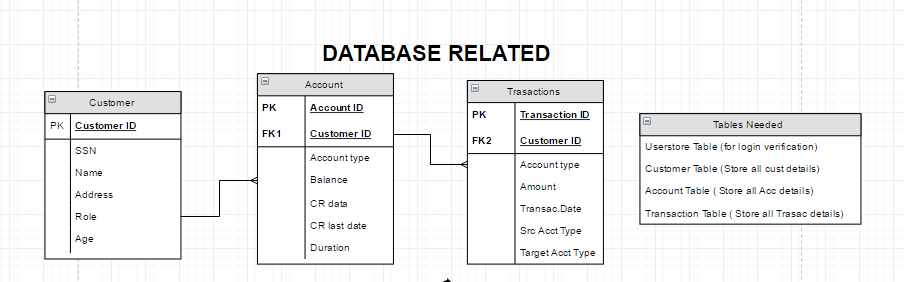 DATABASE RELATED
Customer
PK Customer ID
SSN
Name
Address
Role
Age
Account
PK Account ID
FK1 Customer ID
Account type
Balance
CR data
CR last date
Duration
Trasactions
PK Transaction ID
FK2 Customer ID
Account type
Amount
Transac.Date
Src Acct Type
Target Acct Type
Tables Needed
Userstore Table (for login verification)
Customer Table (Store all cust details)
Account Table ( Store all Acc details)
Transaction Table ( Store all Trasac details)